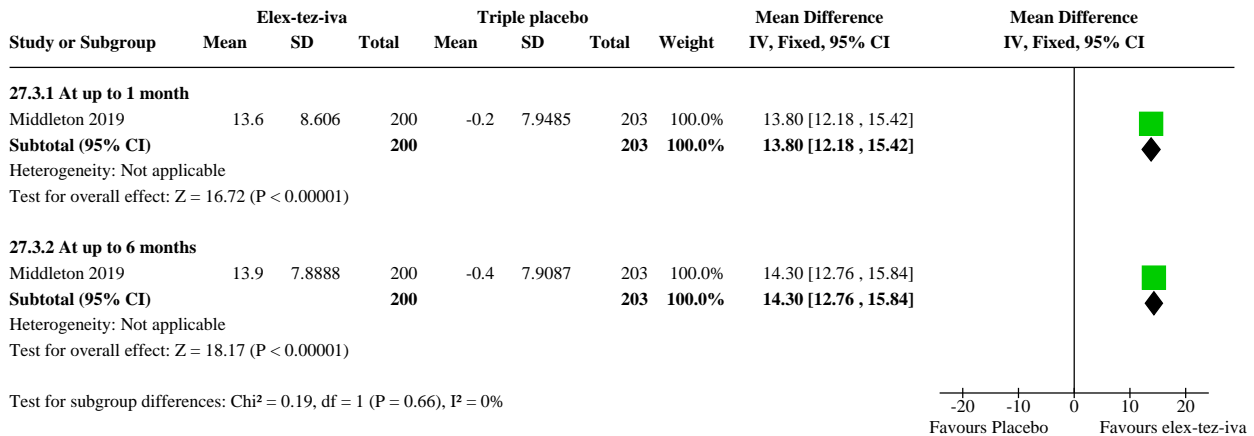 Elex-tez-iva Triple placebo Mean Difference Mean Difference
Study or Subgroup Mean SD Total Mean SD Total Weight IV, Fixed, 95% CI IV, Fixed, 95% CI
27.3.1 At up to 1 month
Middleton 2019 13.6 8.606 200 -0.2 7.9485 203 100.0% 13.80 [12.18 , 15.42]
Subtotal (95% CI) 200 203 100.0% 13.80 [12.18 , 15.42]
Heterogeneity: Not applicable
Test for overall effect: Z = 16.72 (P < 0.00001)
27.3.2 At up to 6 months
Middleton 2019 13.9 7.8888 200 -0.4 7.9087 203 100.0% 14.30 [12.76 , 15.84]
Subtotal (95% CI) 200 203 100.0% 14.30 [12.76 , 15.84]
Heterogeneity: Not applicable
Test for overall effect: Z = 18.17 (P < 0.00001)
Test for subgroup differences: Chi² = 0.19, df = 1 (P = 0.66), I² = 0%
-20 -10 0 10 20
Favours Placebo Favours elex-tez-iva